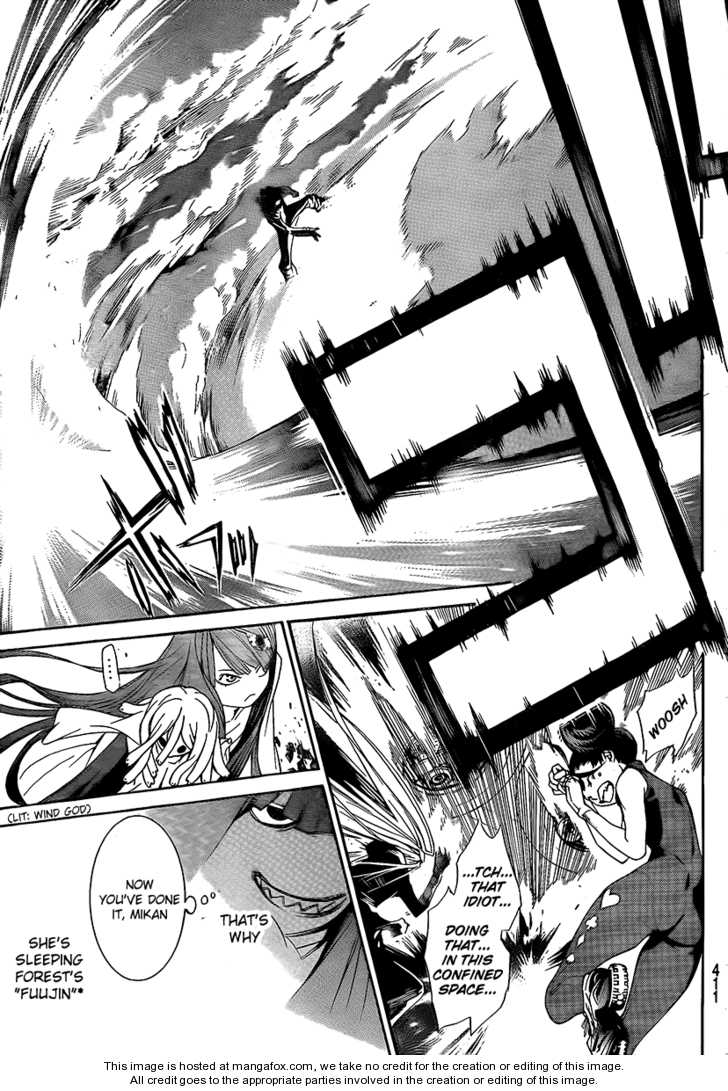 ゴ
ズブ...
WOOSH
....
...TCH...
THAT
IDIOT...
DOING
THAT...
IN THIS
CONFINED
SPACE...
(LIT: WIND GOD)
NOW
YOU'VE DONE
IT, MIKAN
THAT'S
WHY
SHE'S
SLEEPING
FOREST'S
"FUUJIN"*
411
This image is hosted at mangafox.com, we take no credit for the creation or editing of this image.
All credit goes to the appropriate parties involved in the creation or editing of this image.